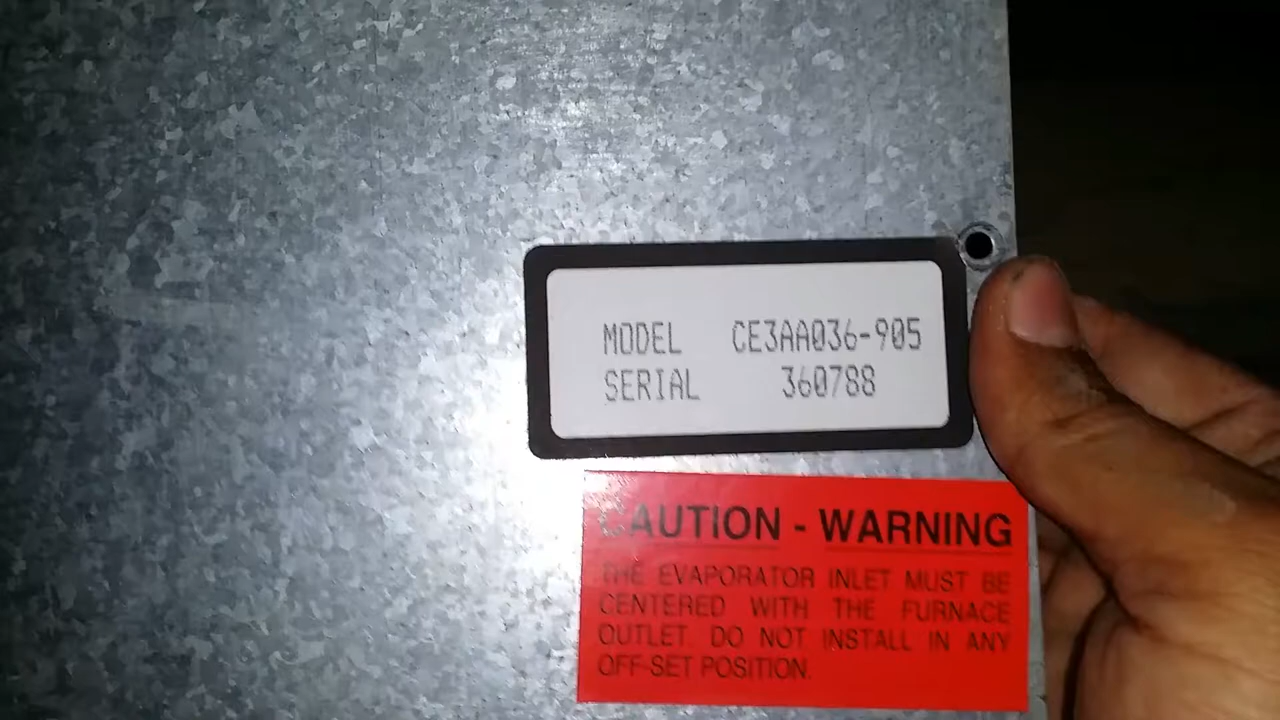 MODEL CE3AA036-905
SERIAL 360788
CAUTION - WARNING
THE EVAPORATOR INLET MUST BE
CENTERED WITH THE FURNACE
OUTLET. DO NOT INSTALL IN ANY
OFF-SET POSITION.